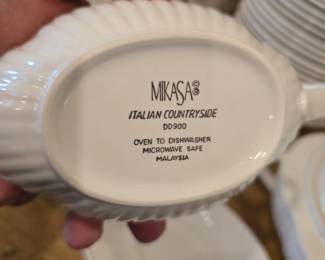 MIKASA®
ITALIAN COUNTRYSIDE
DD900
OVEN TO DISHWASHER
MICROWAVE SAFE
MALAYSIA